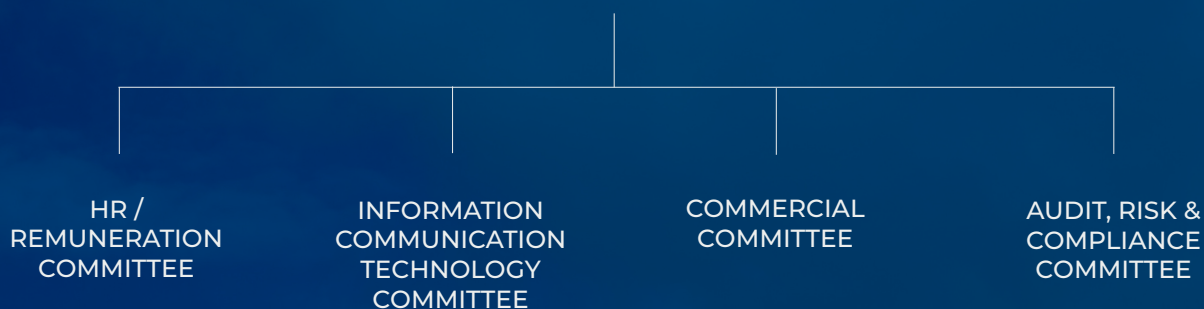 HR /
REMUNERATION
COMMITTEE
INFORMATION
COMMUNICATION
TECHNOLOGY
COMMITTEE
COMMERCIAL
COMMITTEE
AUDIT, RISK &
COMPLIANCE
COMMITTEE